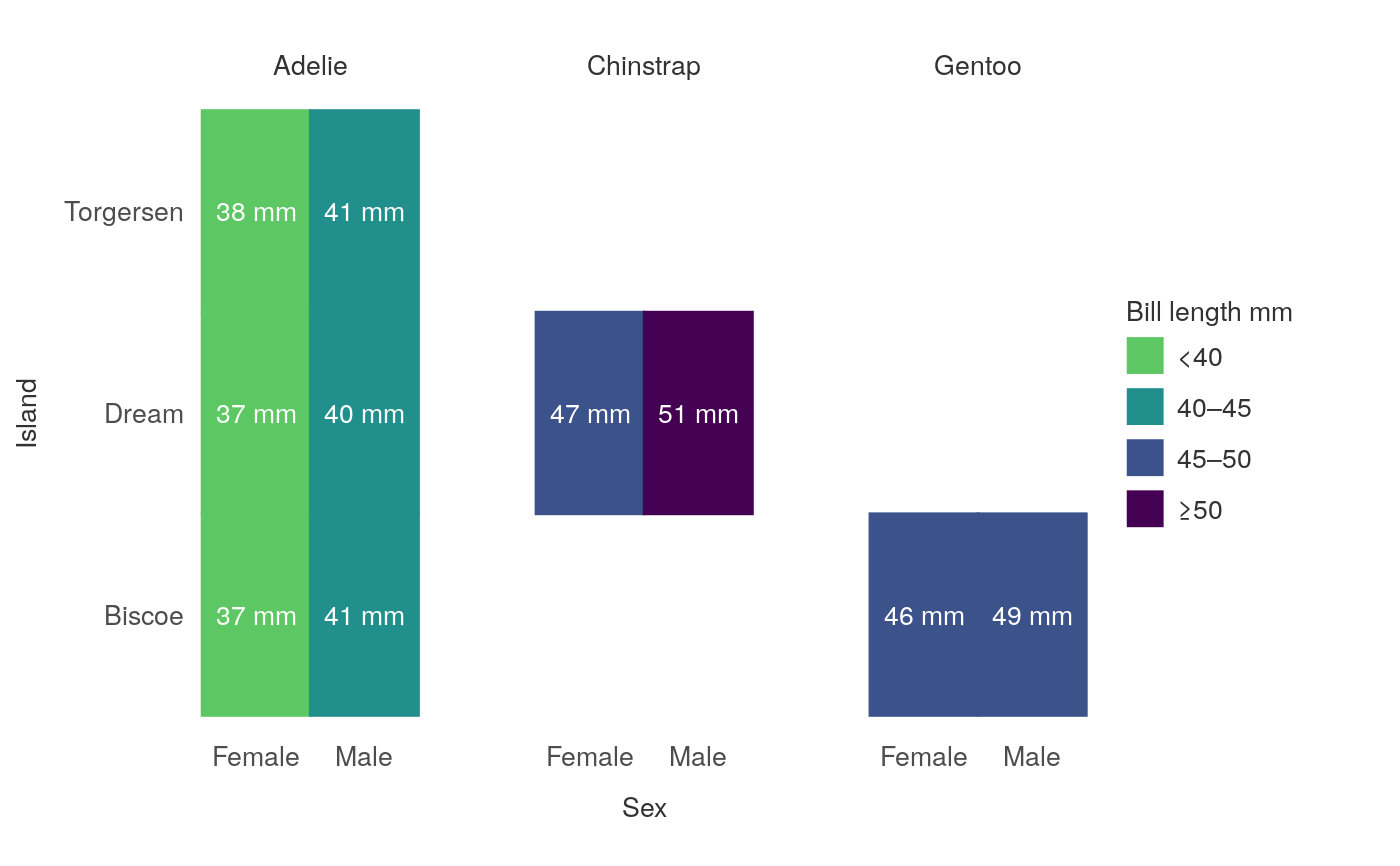 Adelie Chinstrap Gentoo
Torgersen 38 mm 41 mm
Bill length mm
<40
Dream 37 mm 40 mm 47 mm 51 mm
40–45
45–50
≥50
Island
Biscoe 37 mm 41 mm 46 mm 49 mm
Female Male Female Male Female Male
Sex